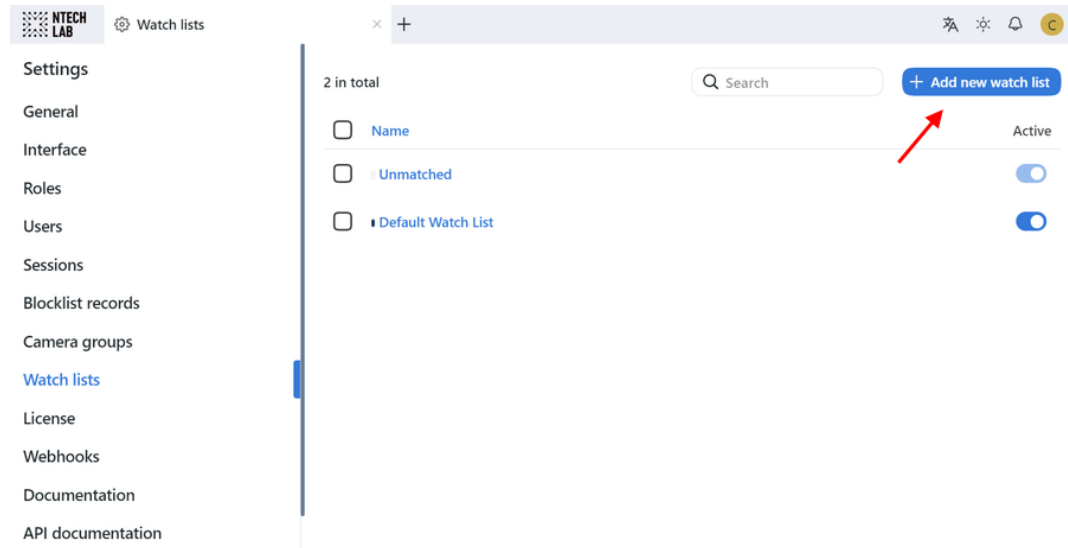 NTECH
LAB
Watch lists
C
Settings
General
Interface
Roles
Users
Sessions
Blocklist records
Camera groups
Watch lists
License
Webhooks
Documentation
API documentation
2 in total
Search
+ Add new watch list
Name
Active
Unmatched
Default Watch List